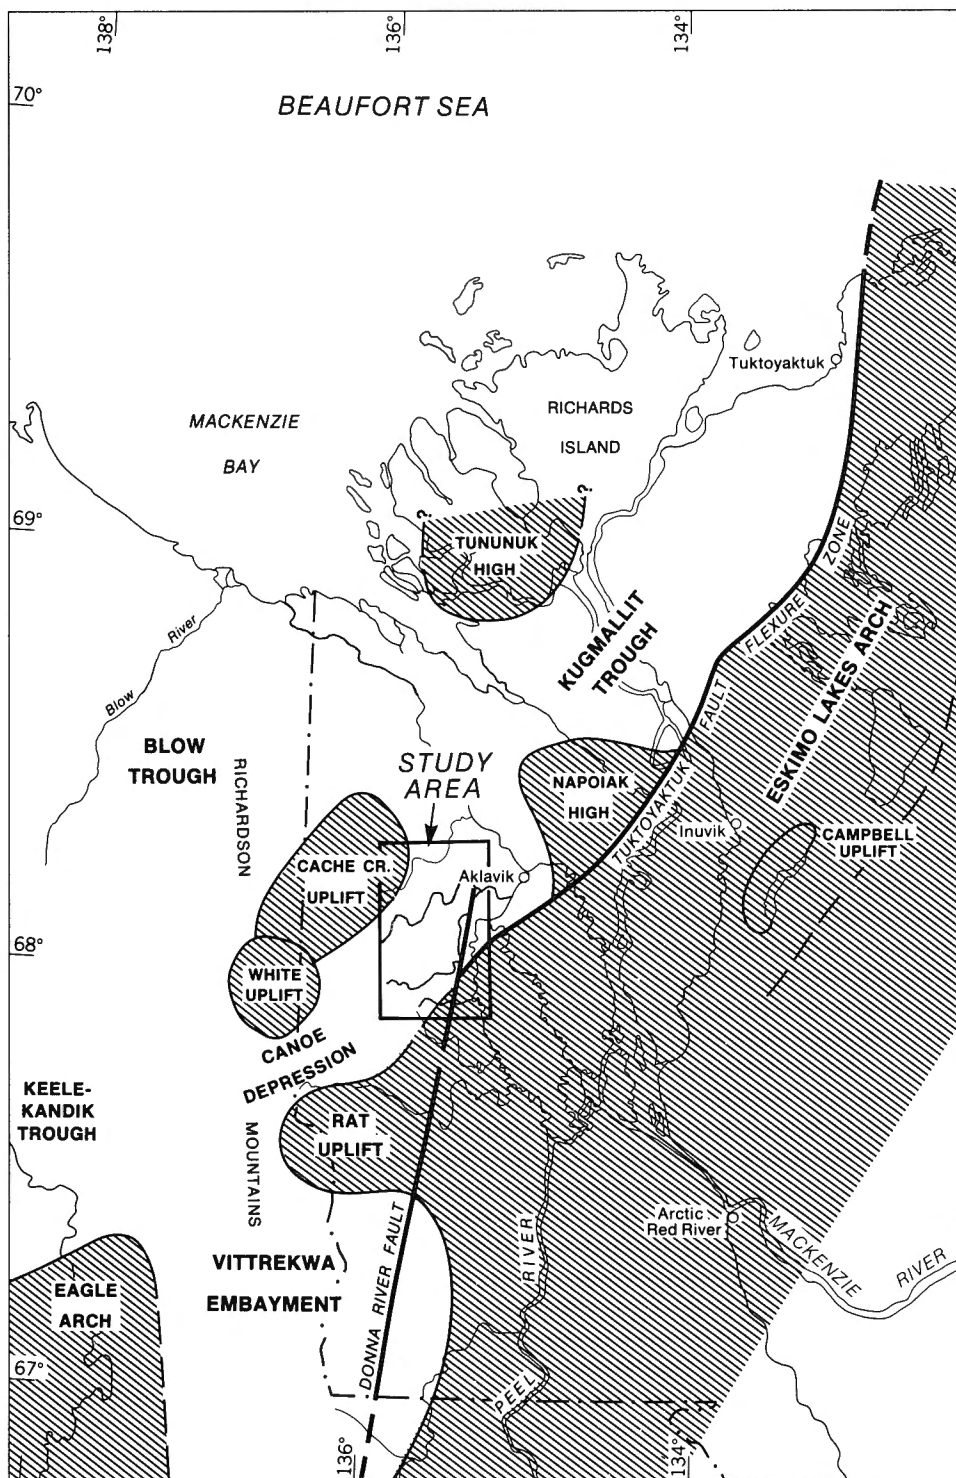 138°
136°
134°
70°
BEAUFORT SEA
Tuktoyaktuk
RICHARDS
ISLAND
MACKENZIE
BAY
69°
?
?
TUNUNUK
HIGH
ZONE
FLEXURE
FAULT
TUKTOYAKTUK
KUGMALLIT
TROUGH
ESKIMO LAKES ARCH
River
Blow
BLOW
TROUGH
RICHARDSON
STUDY
AREA
NAPOIAK
HIGH
Inuvik
CAMPBELL
UPLIFT
CACHE CR.
UPLIFT
Aklavik
68°
WHITE
UPLIFT
CANOE
DEPRESSION
KEELE-
KANDIK
TROUGH
RAT
UPLIFT
MOUNTAINS
Arctic
Red River
MACKENZIE
RIVER
VITTREKWA
EMBAYMENT
DONNA RIVER FAULT
RIVER
PEEL
EAGLE
ARCH
67°
136°
134°